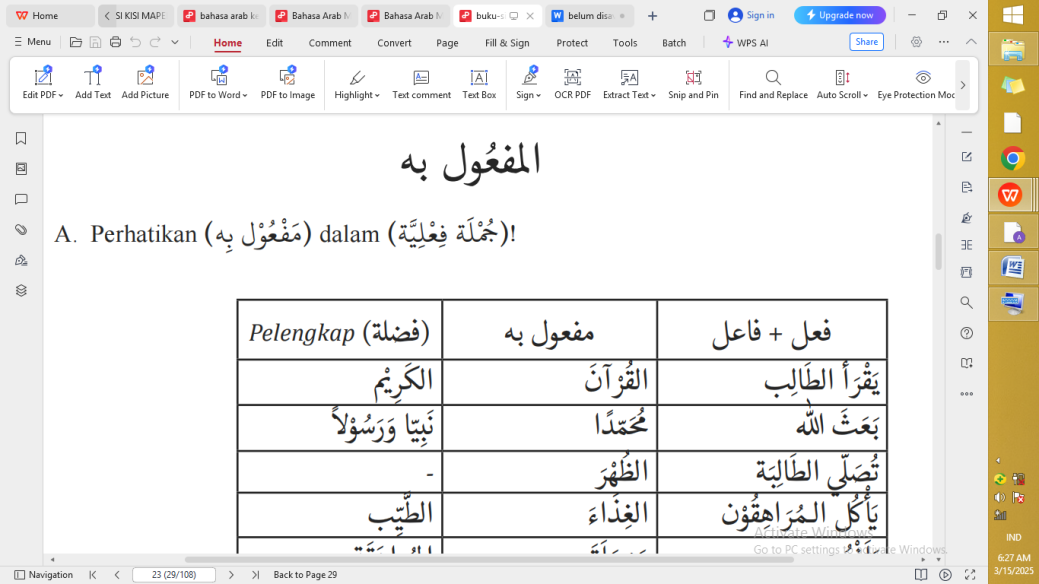 Home
SI KISI MAPE
bahasa arab k
Bahasa Arab M
Bahasa Arab M
buku-s
belum disa
Sign in
Upgrade now
Menu
Home Edit Comment Convert Page Fill & Sign Protect Tools Batch WPS AI Share
Edit PDF Add Text Add Picture PDF to Word PDF to Image Highlight Text comment Text Box Sign OCR PDF Extract Text Snip and Pin Find and Replace Auto Scroll Eye Protection Mod
المفعُول به
A. Perhatikan (مَفْعُوْل بِه) dalam (جُمْلَة فِعْلِيَّة)!
فعل + فاعل مفعول به Pelengkap (فضلة)
يَقْرَأ الطَالِب القُرْآنَ الكَرِيْم
بَعَثَ الله مُحَمّدًا نَبِيّا وَرَسُوْلاً
تُصَلّي الطَالِبَة الظُهْرَ -
يَأْكُل المُرَاهِقُوْن الغِذَاءَ الطَّيِّب
Activate Windows
Go to PC settings to activate Windows.
Navigation 23 (29/108) Back to Page 29
IND
6:27 AM
3/15/2025